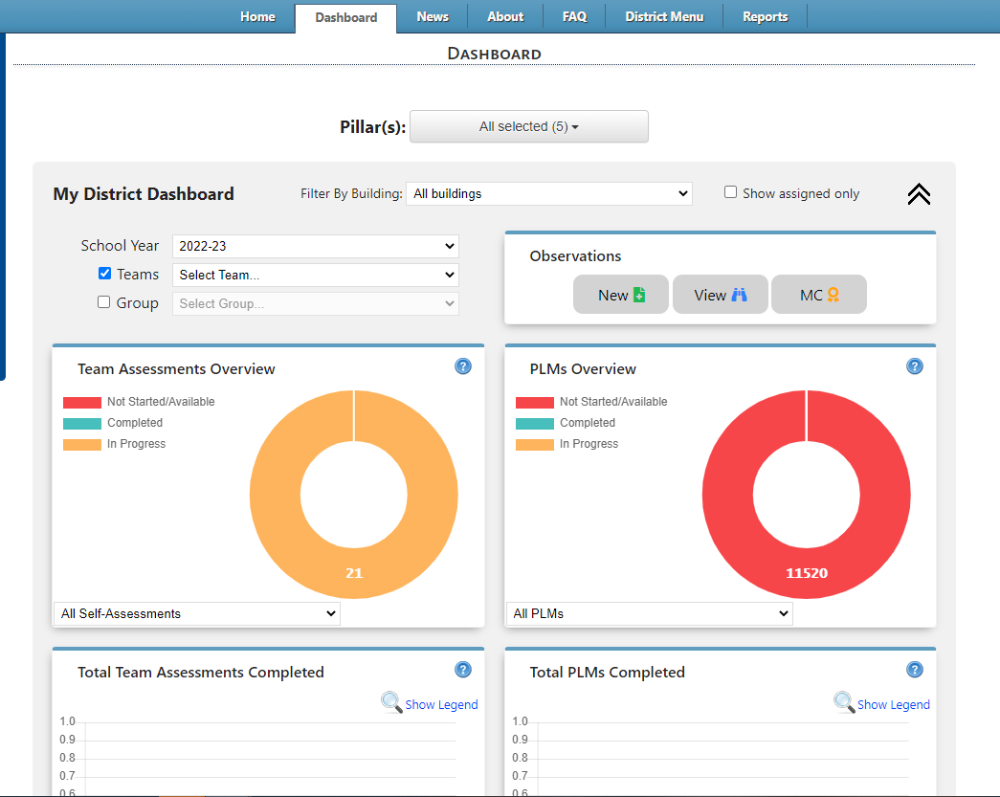 Home Dashboard News About FAQ District Menu Reports
DASHBOARD
Pillar(s): All selected (5)
My District Dashboard Filter By Building: All buildings Show assigned only
School Year 2022-23
Teams Select Team...
Group Select Group...
Observations
New View MC
Team Assessments Overview ?
Not Started/Available
Completed
In Progress
21
All Self-Assessments
PLMs Overview ?
Not Started/Available
Completed
In Progress
11520
All PLMs
Total Team Assessments Completed ?
Show Legend
1.0
0.9
0.8
0.7
0.6
Total PLMs Completed ?
Show Legend
1.0
0.9
0.8
0.7
0.6